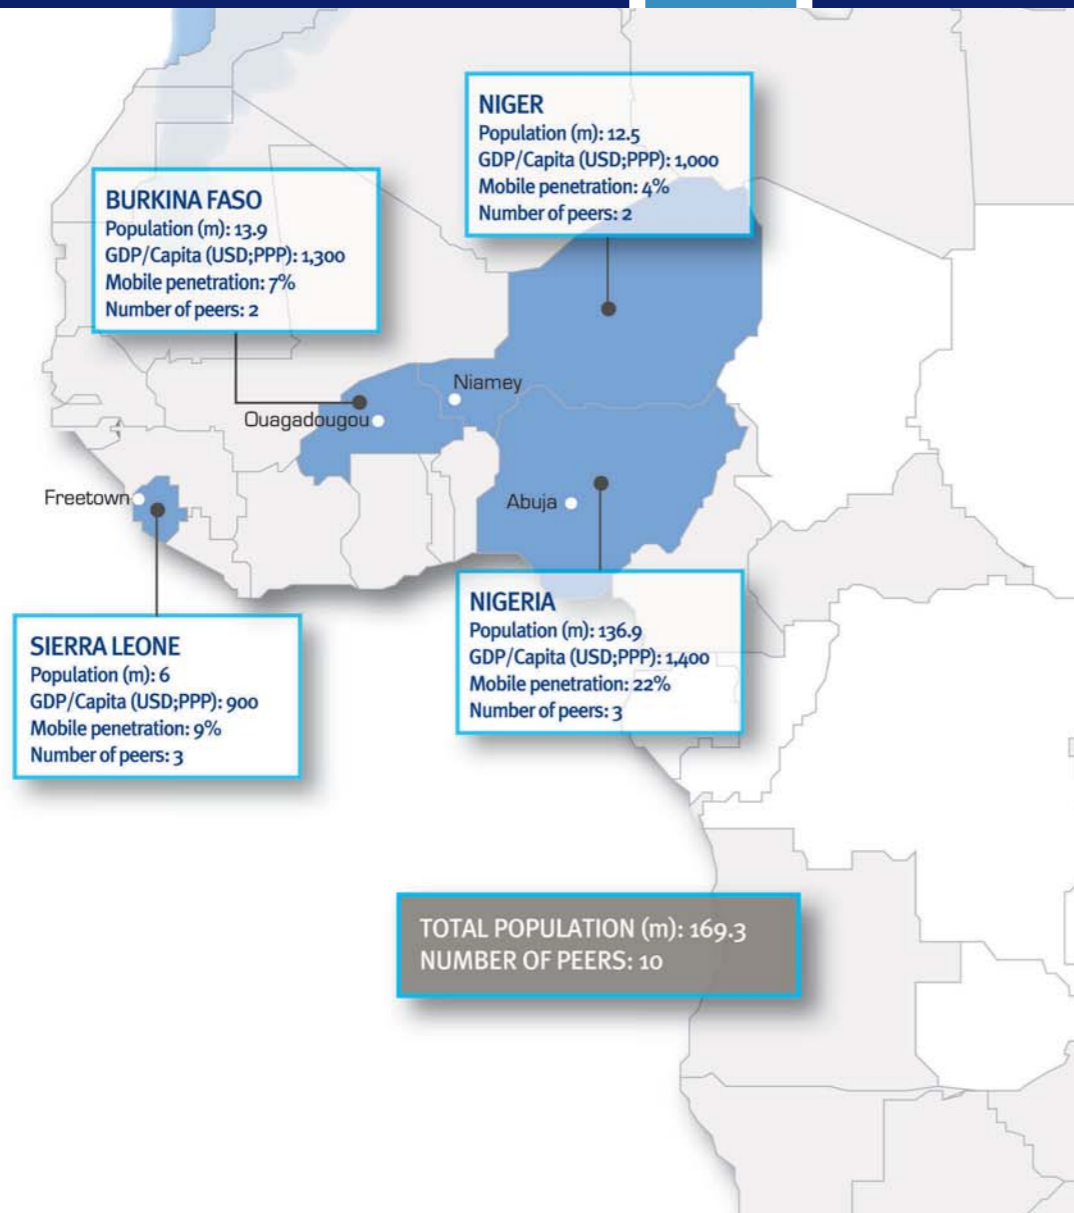 NIGER
Population (m): 12.5
GDP/Capita (USD;PPP): 1,000
Mobile penetration: 4%
Number of peers: 2
BURKINA FASO
Population (m): 13.9
GDP/Capita (USD;PPP): 1,300
Mobile penetration: 7%
Number of peers: 2
Niamey
Ouagadougou
Freetown
Abuja
NIGERIA
Population (m): 136.9
GDP/Capita (USD;PPP): 1,400
Mobile penetration: 22%
Number of peers: 3
SIERRA LEONE
Population (m): 6
GDP/Capita (USD;PPP): 900
Mobile penetration: 9%
Number of peers: 3
TOTAL POPULATION (m): 169.3
NUMBER OF PEERS: 10